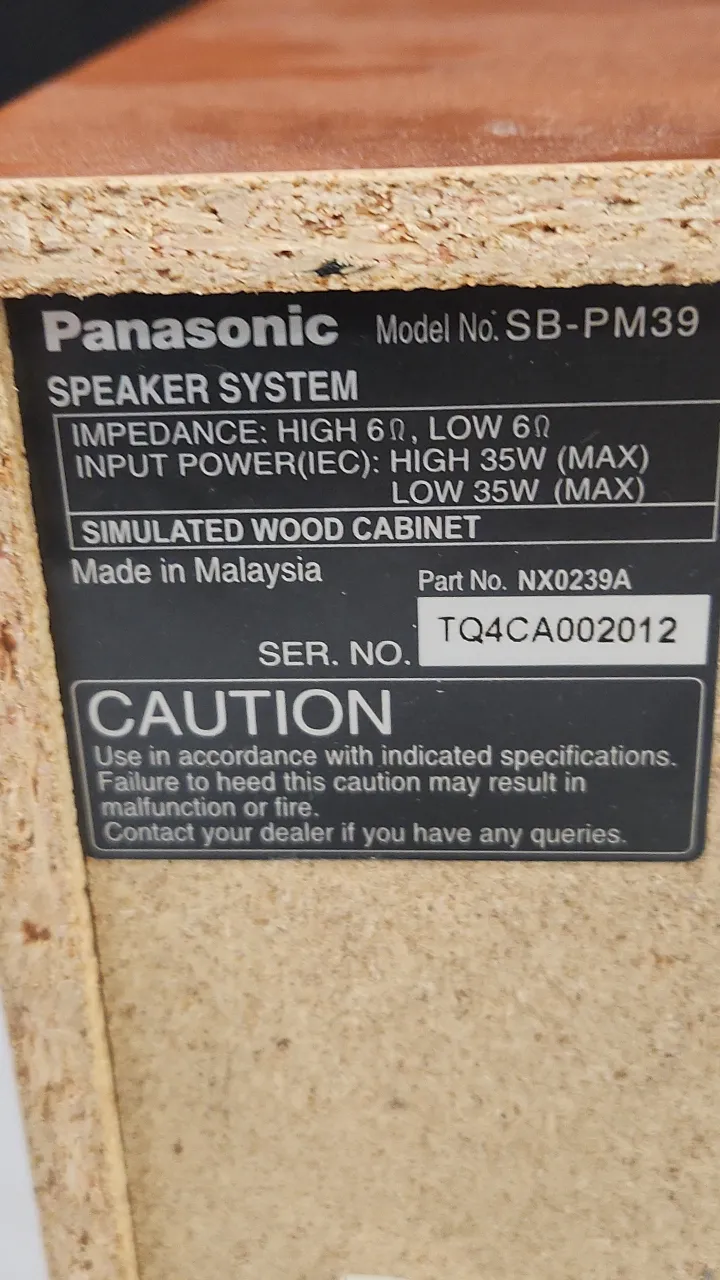 Panasonic Model No. SB-PM39
SPEAKER SYSTEM
IMPEDANCE: HIGH 6Ω, LOW 6Ω
INPUT POWER(IEC): HIGH 35W (MAX)
LOW 35W (MAX)
SIMULATED WOOD CABINET
Made in Malaysia
Part No. NX0239A
SER. NO. TQ4CA002012
CAUTION
Use in accordance with indicated specifications.
Failure to heed this caution may result in
malfunction or fire.
Contact your dealer if you have any queries.